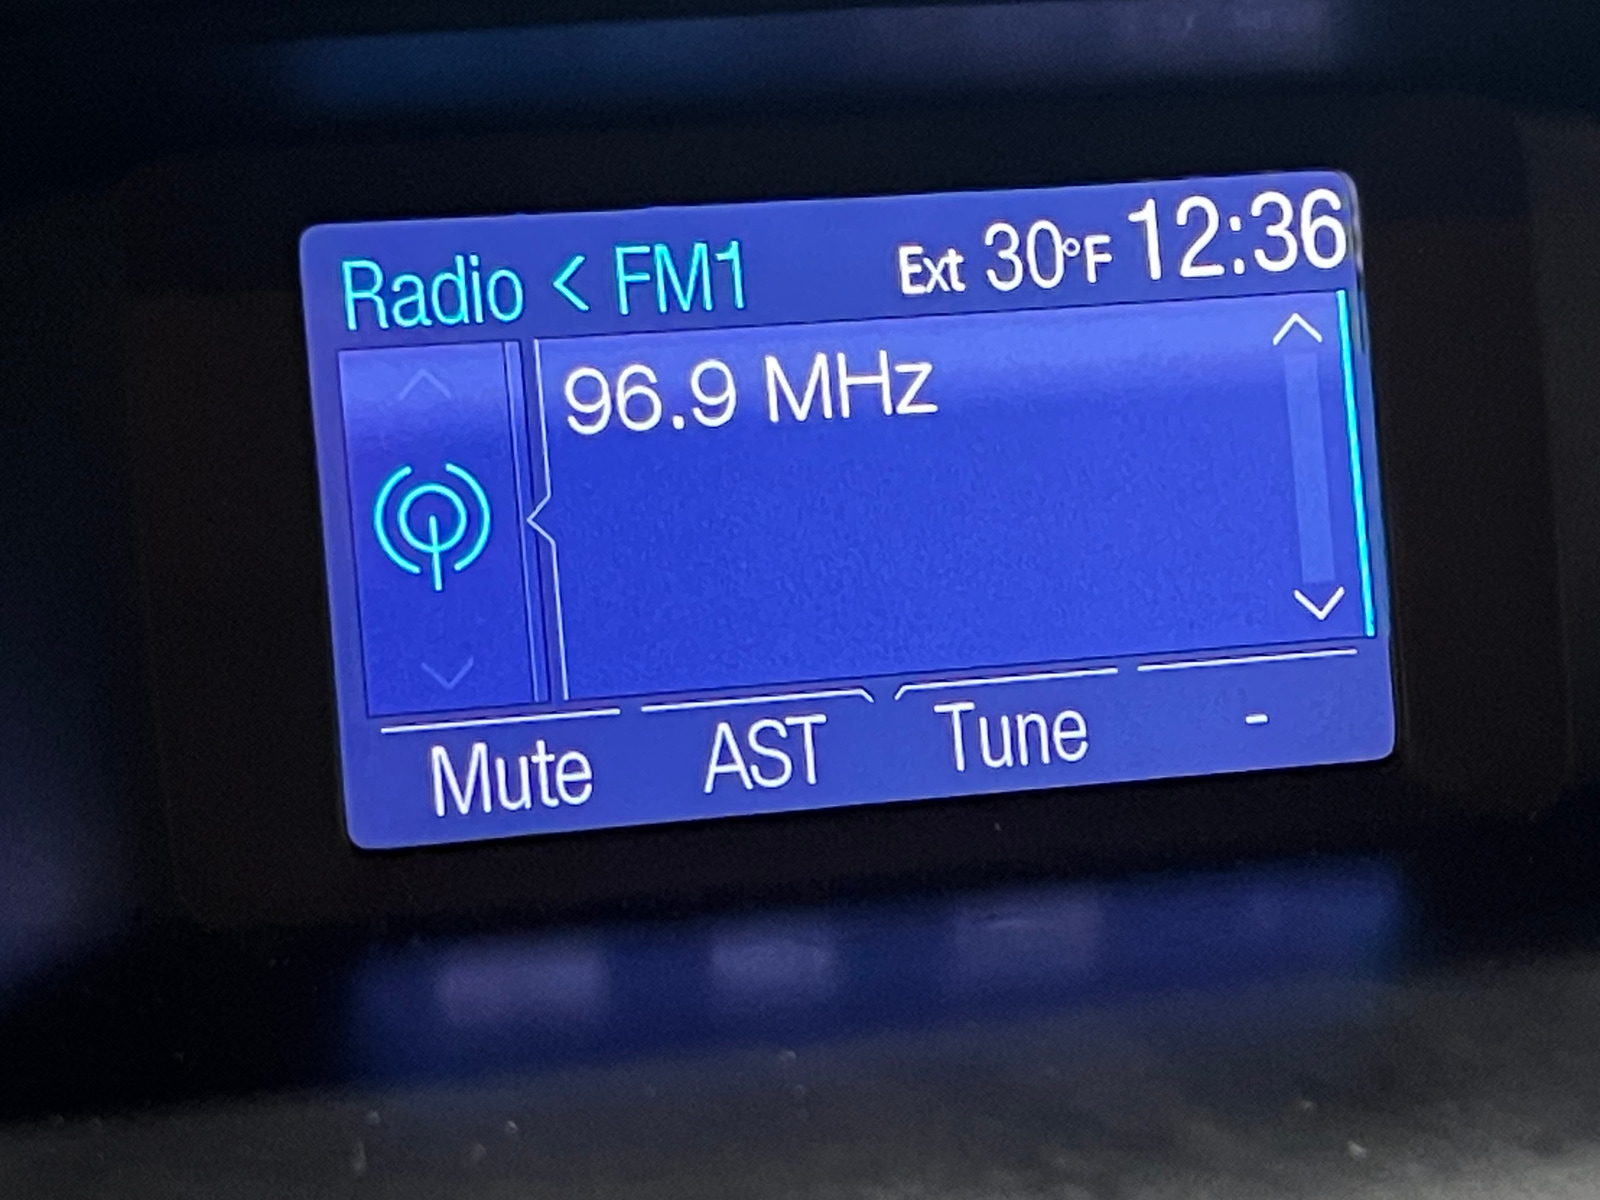 Radio < FM1 Ext 30°F 12:36
96.9 MHz
Mute AST Tune -